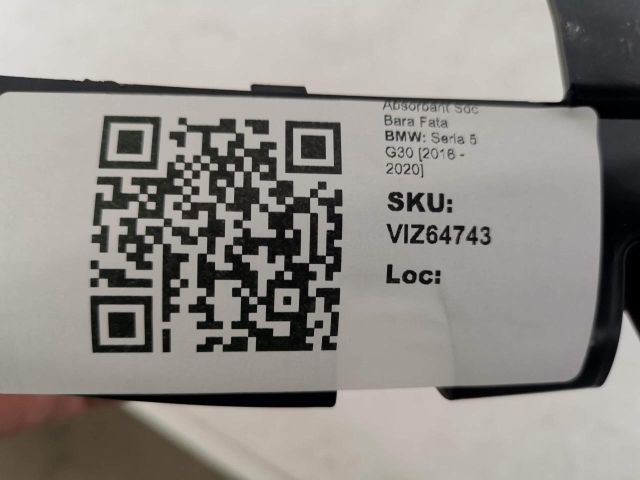 Absorbant Soc
Bara Fata
BMW: Seria 5
G30 [2016 -
2020]
SKU:
VIZ64743
Loc: